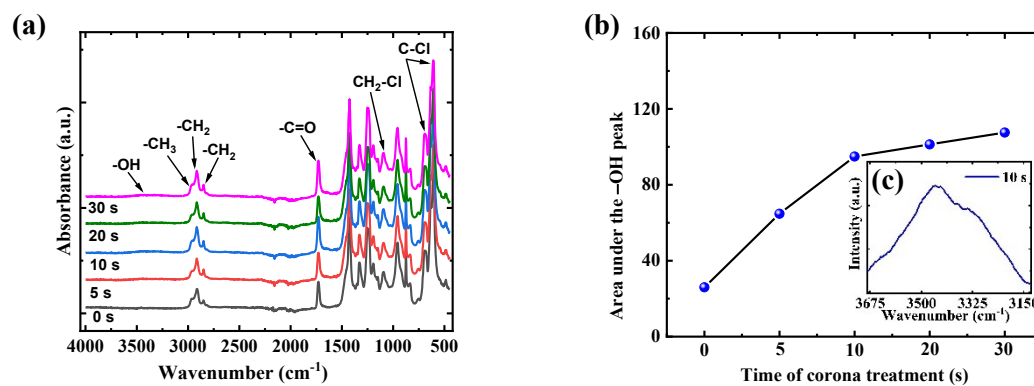 (a)
Absorbance (a.u.)
-OH
-CH₃
-CH₂
-CH₂
-C=O
CH₂-Cl
C-Cl
30 s
20 s
10 s
5 s
0 s
4000 3500 3000 2500 2000 1500 1000 500
Wavenumber (cm⁻¹)
(b)
Area under the –OH peak
160
120
80
40
0
0 5 10 20 30
Time of corona treatment (s)
(c)
10 s
Intensity (a.u.)
3675 3500 3325 3150
Wavenumber (cm⁻¹)